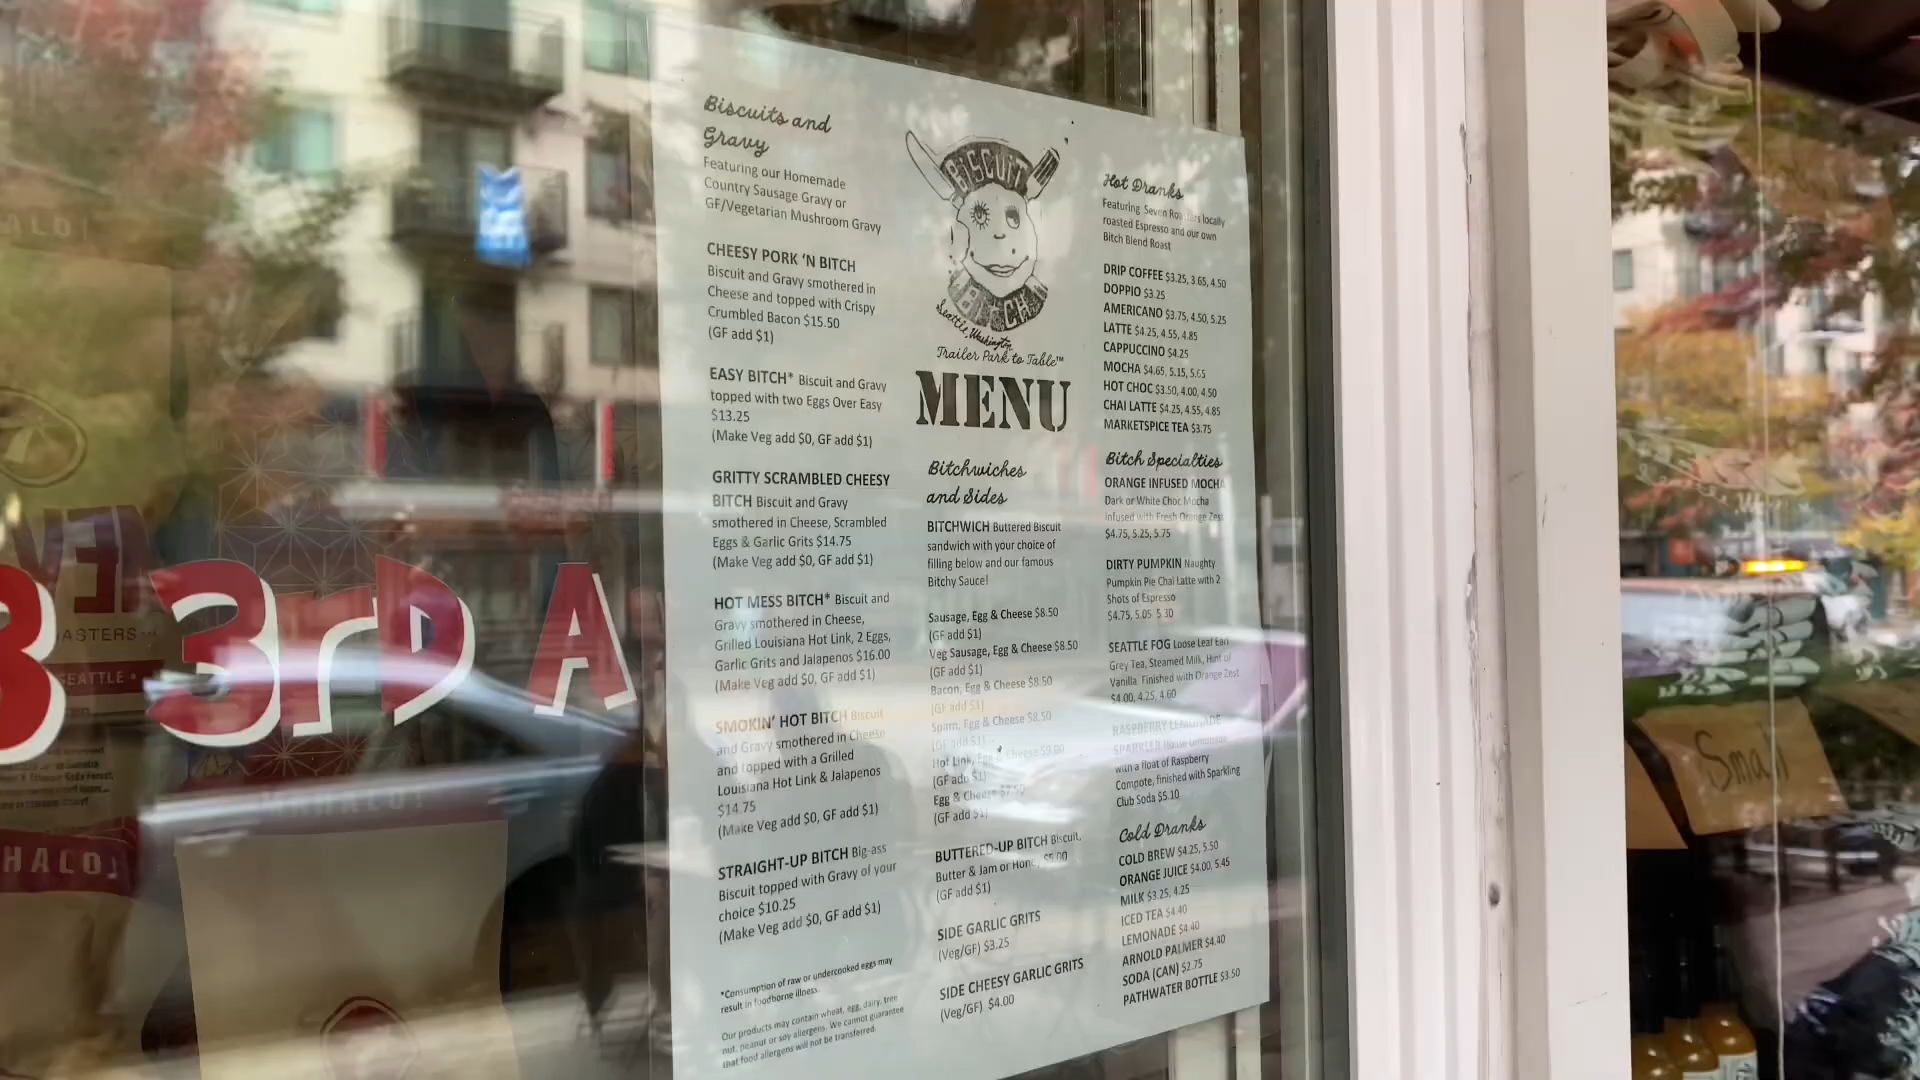 Biscuits and
Gravy
Featuring our Homemade
Country Sausage Gravy or
GF/Vegetarian Mushroom Gravy
CHEESY PORK ‘N BITCH
Biscuit and Gravy smothered in
Cheese and topped with Crispy
Crumbled Bacon $15.50
(GF add $1)
EASY BITCH* Biscuit and Gravy
topped with two Eggs Over Easy
$13.25
(Make Veg add $0, GF add $1)
GRITTY SCRAMBLED CHEESY
BITCH Biscuit and Gravy
smothered in Cheese, Scrambled
Eggs & Garlic Grits $14.75
(Make Veg add $0, GF add $1)
HOT MESS BITCH* Biscuit and
Gravy smothered in Cheese,
Grilled Louisiana Hot Link, 2 Eggs,
Garlic Grits and Jalapenos $16.00
(Make Veg add $0, GF add $1)
SMOKIN’ HOT BITCH Biscuit
and Gravy smothered in Cheese
and topped with a Grilled
Louisiana Hot Link & Jalapenos
$14.75
(Make Veg add $0, GF add $1)
STRAIGHT-UP BITCH Big-ass
Biscuit topped with Gravy of your
choice $10.25
(Make Veg add $0, GF add $1)
*Consumption of raw or undercooked eggs may
result in foodborne illness.
Our products may contain wheat, egg, dairy, tree
nut, peanut or soy allergens. We cannot guarantee
that food allergens will not be transferred.
BISCUIT
BITCH
Seattle, Washington
Trailer Park to Table™
MENU
Bitchwiches
and Sides
BITCHWICH Buttered Biscuit
sandwich with your choice of
filling below and our famous
Bitchy Sauce!
Sausage, Egg & Cheese $8.50
(GF add $1)
Veg Sausage, Egg & Cheese $8.50
(GF add $1)
Bacon, Egg & Cheese $8.50
(GF add $1)
Spam, Egg & Cheese $8.50
(GF add $1)
Hot Link, Egg & Cheese $9.00
(GF add $1)
Egg & Cheese $7.50
(GF add $1)
BUTTERED-UP BITCH Biscuit,
Butter & Jam or Honey $5.00
(GF add $1)
SIDE GARLIC GRITS
(Veg/GF) $3.25
SIDE CHEESY GARLIC GRITS
(Veg/GF) $4.00
Hot Dranks
Featuring Seven Roasters locally
roasted Espresso and our own
Bitch Blend Roast
DRIP COFFEE $3.25, 3.65, 4.50
DOPPIO $3.25
AMERICANO $3.75, 4.50, 5.25
LATTE $4.25, 4.55, 4.85
CAPPUCCINO $4.25
MOCHA $4.65, 5.15, 5.65
HOT CHOC $3.50, 4.00, 4.50
CHAI LATTE $4.25, 4.55, 4.85
MARKETSPICE TEA $3.75
Bitch Specialties
ORANGE INFUSED MOCHA
Dark or White Choc Mocha
infused with Fresh Orange Zest
$4.75, 5.25, 5.75
DIRTY PUMPKIN Naughty
Pumpkin Pie Chai Latte with 2
Shots of Espresso
$4.75, 5.05 5.30
SEATTLE FOG Loose Leaf Earl
Grey Tea, Steamed Milk, Hint of
Vanilla. Finished with Orange Zest
$4.00, 4.25, 4.60
RASPBERRY LEMONADE
SPARKLER House Lemonade
with a float of Raspberry
Compote, finished with Sparkling
Club Soda $5.10
Cold Dranks
COLD BREW $4.25, 5.50
ORANGE JUICE $4.00, 5.45
MILK $3.25, 4.25
ICED TEA $4.40
LEMONADE $4.40
ARNOLD PALMER $4.40
SODA (CAN) $2.75
PATHWATER BOTTLE $3.50
3rD A
SEATTLE
HALO!
Small